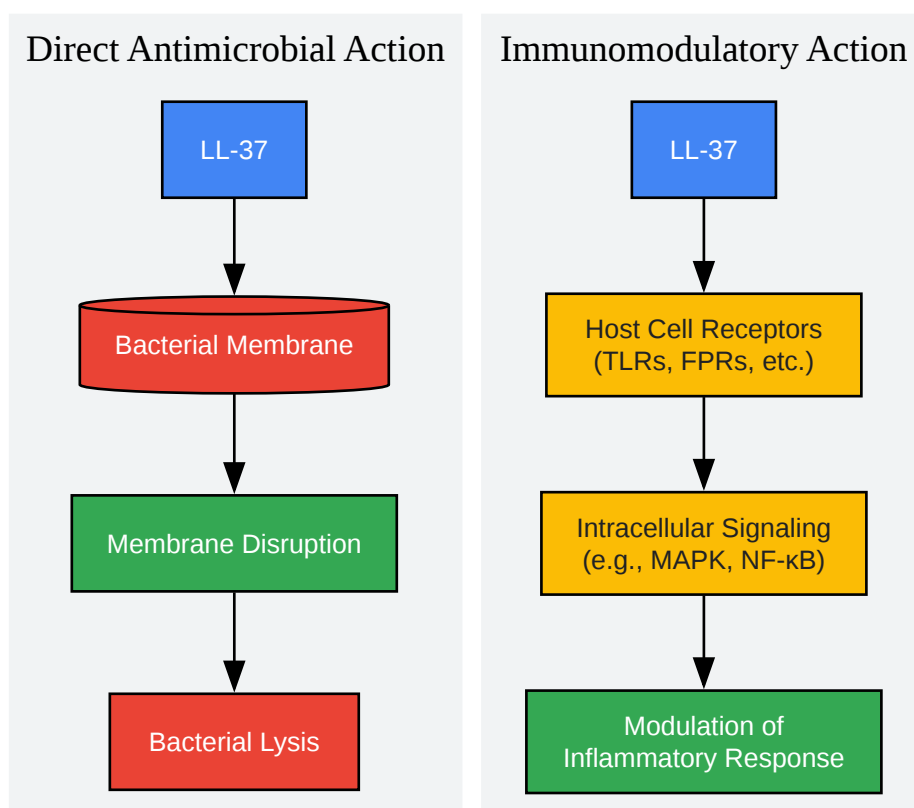 Direct Antimicrobial Action
LL-37
Bacterial Membrane
Membrane Disruption
Bacterial Lysis
Immunomodulatory Action
LL-37
Host Cell Receptors
(TLRs, FPRs, etc.)
Intracellular Signaling
(e.g., MAPK, NF-κB)
Modulation of
Inflammatory Response